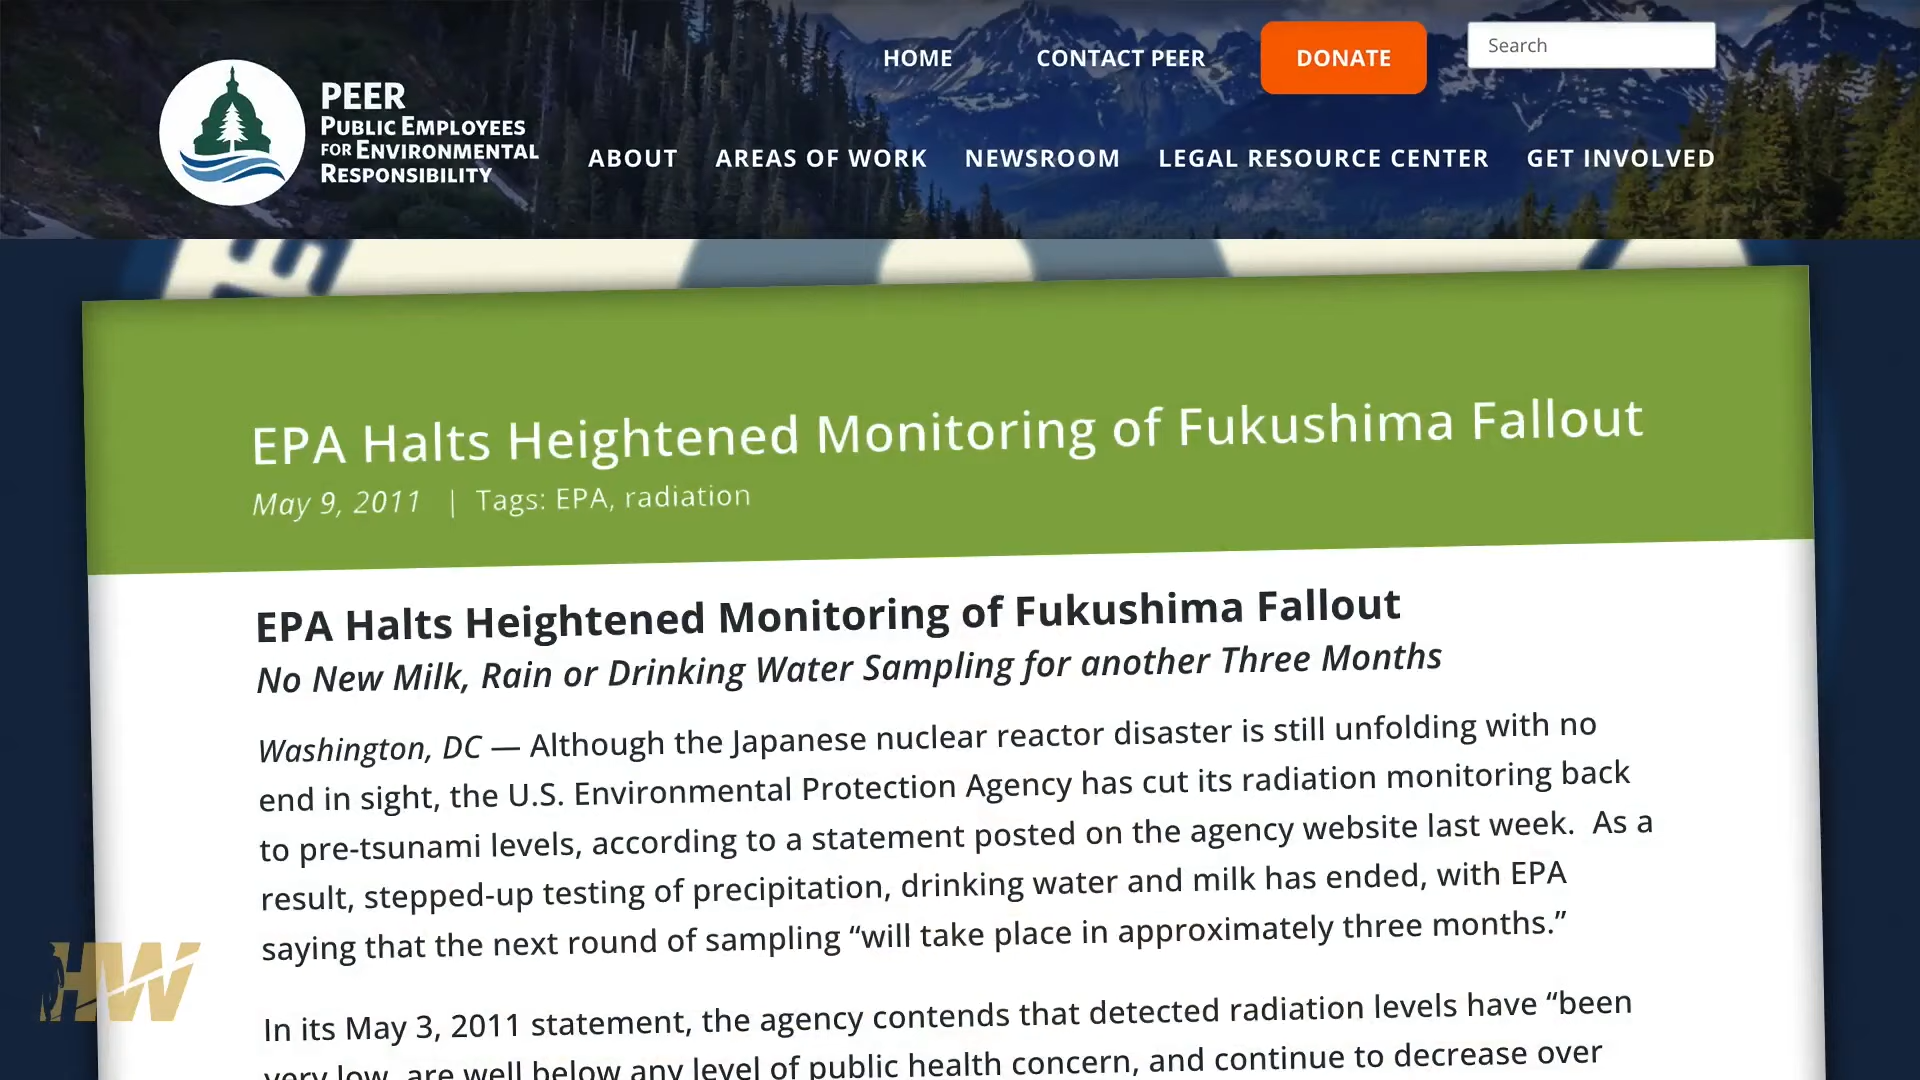 HOME
CONTACT PEER
DONATE
Search
PEER
PUBLIC EMPLOYEES
FOR ENVIRONMENTAL
RESPONSIBILITY
ABOUT
AREAS OF WORK
NEWSROOM
LEGAL RESOURCE CENTER
GET INVOLVED
EPA Halts Heightened Monitoring of Fukushima Fallout
May 9, 2011 | Tags: EPA, radiation
EPA Halts Heightened Monitoring of Fukushima Fallout
No New Milk, Rain or Drinking Water Sampling for another Three Months
Washington, DC — Although the Japanese nuclear reactor disaster is still unfolding with no
end in sight, the U.S. Environmental Protection Agency has cut its radiation monitoring back
to pre-tsunami levels, according to a statement posted on the agency website last week.  As a
result, stepped-up testing of precipitation, drinking water and milk has ended, with EPA
saying that the next round of sampling “will take place in approximately three months.”
In its May 3, 2011 statement, the agency contends that detected radiation levels have “been
very low, are well below any level of public health concern, and continue to decrease over
HW